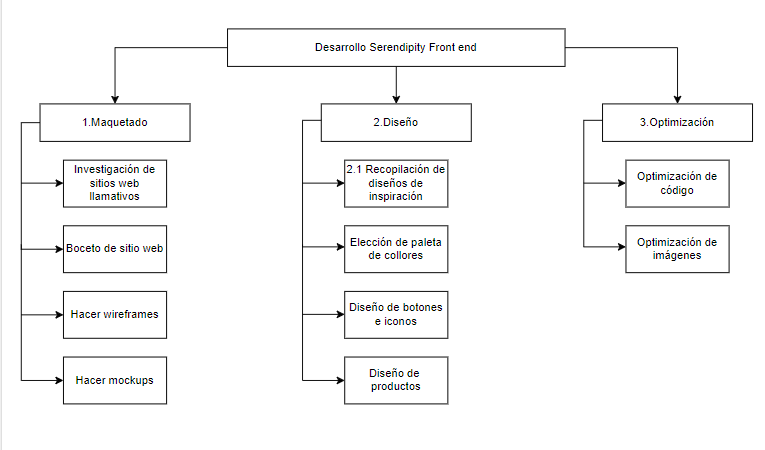 Desarrollo Serendipity Front end
1.Maquetado
Investigación de
sitios web
llamativos
Boceto de sitio web
Hacer wireframes
Hacer mockups
2.Diseño
2.1 Recopilación de
diseños de
inspiración
Elección de paleta
de collores
Diseño de botones
e iconos
Diseño de
productos
3.Optimización
Optimización de
código
Optimización de
imágenes